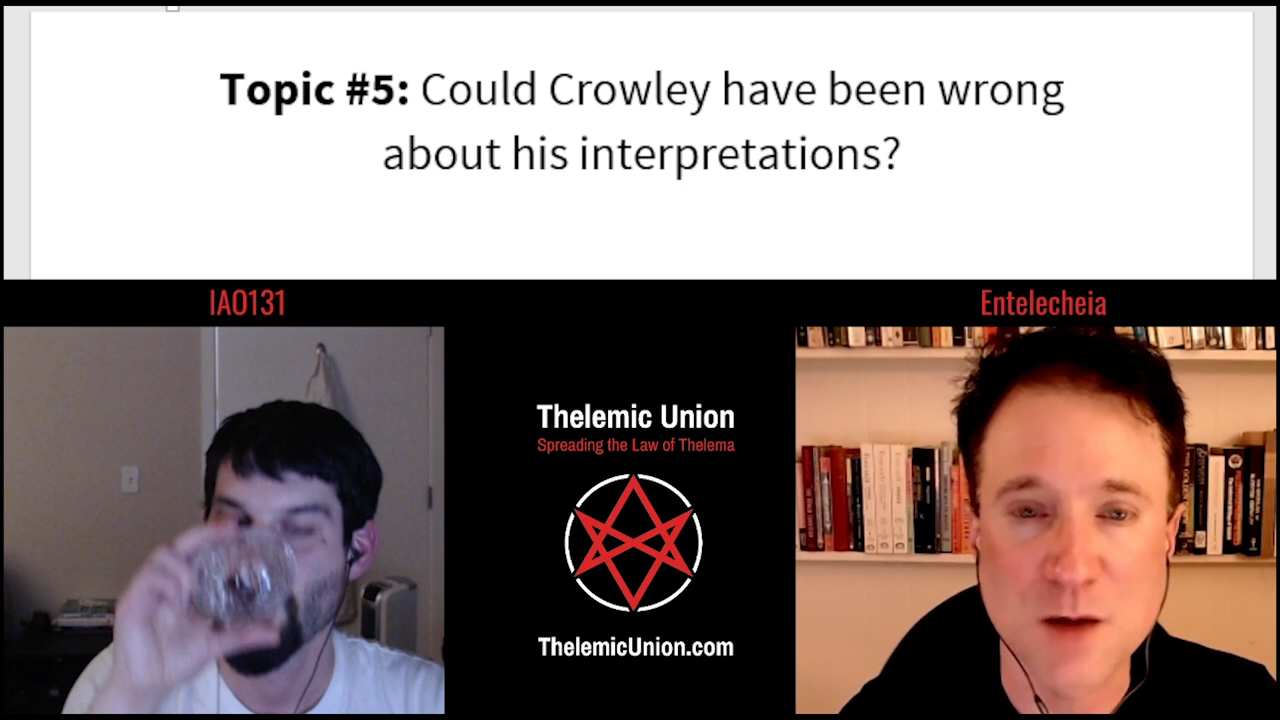 Topic #5: Could Crowley have been wrong
about his interpretations?
IAO131
Entelecheia
Thelemic Union
Spreading the Law of Thelema
ThelemicUnion.com